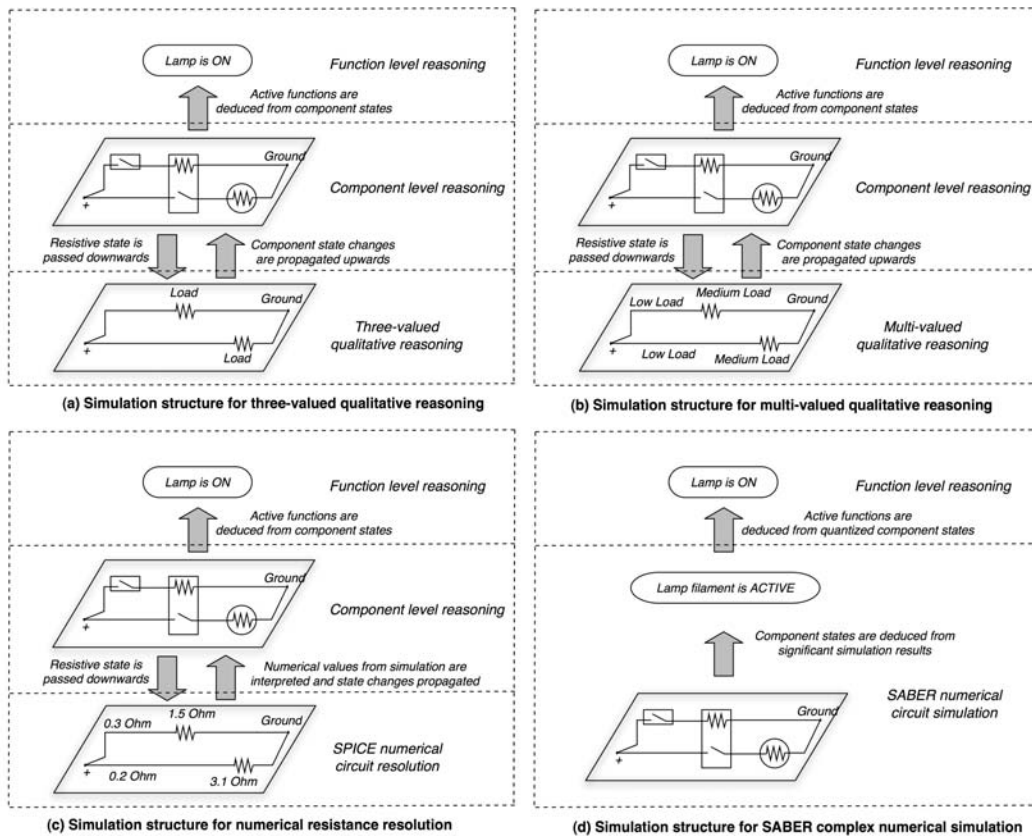 Lamp is ON
Function level reasoning
Active functions are
deduced from component states
Ground
Component level reasoning
+
Resistive state is
passed downwards
Component state changes
are propagated upwards
Load
Ground
Three-valued
qualitative reasoning
+
Load
(a) Simulation structure for three-valued qualitative reasoning
Lamp is ON
Function level reasoning
Active functions are
deduced from component states
Ground
Component level reasoning
+
Resistive state is
passed downwards
Component state changes
are propagated upwards
Low Load
Medium Load
Ground
Multi-valued
qualitative reasoning
+
Low Load
Medium Load
(b) Simulation structure for multi-valued qualitative reasoning
Lamp is ON
Function level reasoning
Active functions are
deduced from component states
Ground
Component level reasoning
+
Resistive state is
passed downwards
Numerical values from simulation are
interpreted and state changes propagated
0.3 Ohm
1.5 Ohm
Ground
SPICE numerical
circuit resolution
+
0.2 Ohm
3.1 Ohm
(c) Simulation structure for numerical resistance resolution
Lamp is ON
Function level reasoning
Active functions are
deduced from quantized component states
Lamp filament is ACTIVE
Component states are deduced from
significant simulation results
Ground
SABER numerical
circuit simulation
+
(d) Simulation structure for SABER complex numerical simulation